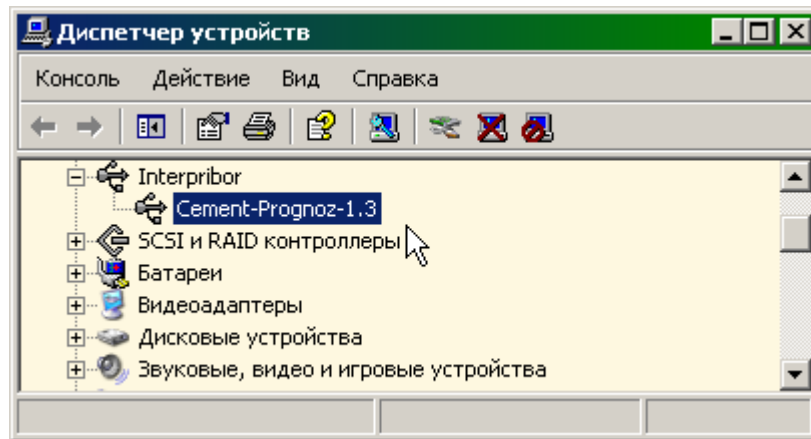 Диспетчер устройств
Консоль Действие Вид Справка
Interpribor
Cement-Prognoz-1.3
SCSI и RAID контроллеры
Батареи
Видеоадаптеры
Дисковые устройства
Звуковые, видео и игровые устройства